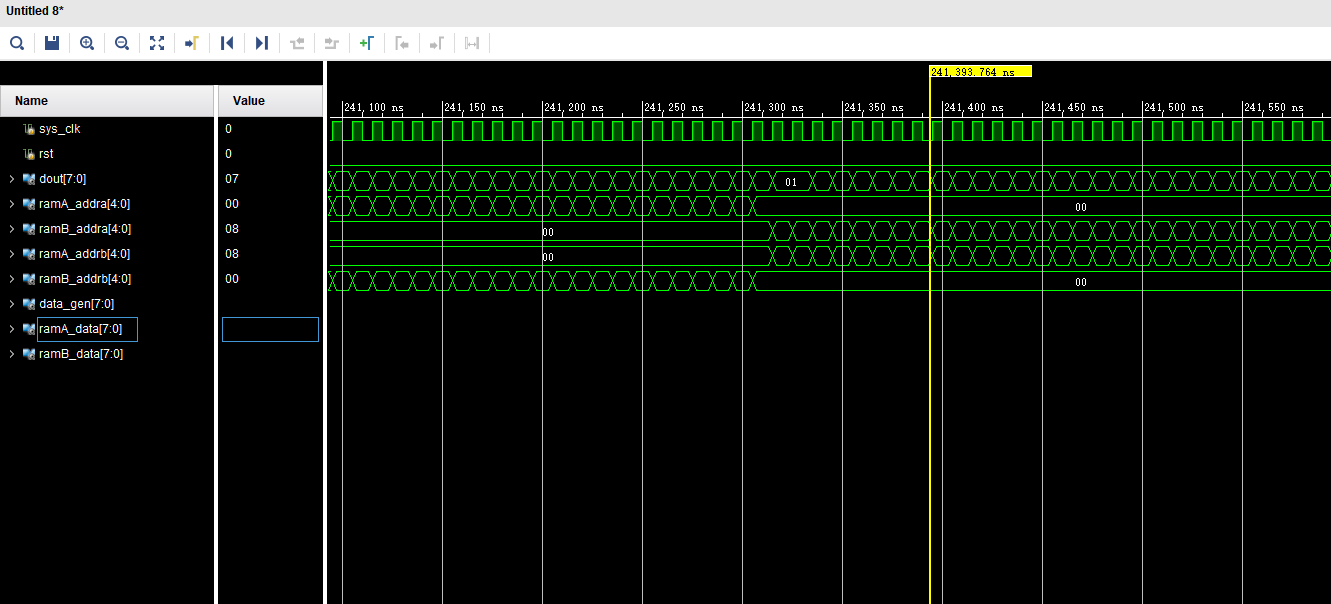 Untitled 8*
241,393.764 ns
Name Value
241,100 ns 241,150 ns 241,200 ns 241,250 ns 241,300 ns 241,350 ns 241,400 ns 241,450 ns 241,500 ns 241,550 ns
sys_clk 0
rst 0
dout[7:0] 07 01
ramA_addra[4:0] 00 00
ramB_addra[4:0] 08 00
ramA_addrb[4:0] 08 00
ramB_addrb[4:0] 00 00
data_gen[7:0]
ramA_data[7:0]
ramB_data[7:0]